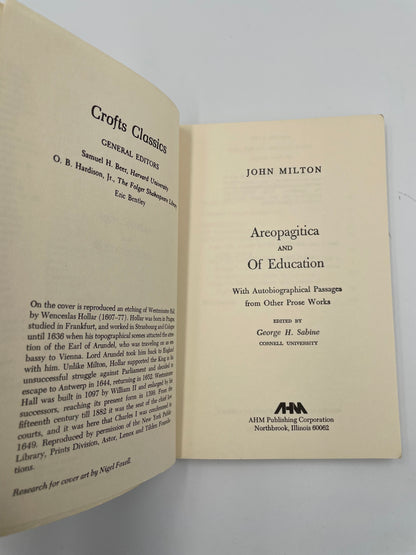 Crofts Classics
GENERAL EDITORS
Samuel H. Beer, Harvard University
O. B. Hardison, Jr., The Folger Shakespeare Library
Eric Bentley
On the cover is reproduced an etching of Westminster Hall
by Wenceslas Hollar (1607-77). Hollar was born in Prague,
studied in Frankfurt, and worked in Strasbourg and Cologne
until 1636 when his topographical scenes attracted the atten-
tion of the Earl of Arundel, who was traveling on an em-
bassy to Vienna. Lord Arundel took him back to England
with him. Unlike Milton, Hollar supported the King in his
unsuccessful struggle against Parliament and decided to
escape to Antwerp in 1644, returning in 1652. Westminster
Hall was built in 1097 by William II and enlarged by his
successors, reaching its present form in 1399. From the
fifteenth century till 1882 it was the seat of the chief law
courts, and it was here that Charles I was condemned in
1649. Reproduced by permission of the New York Public
Library, Prints Division, Astor, Lenox and Tilden Founda-
tions.
Research for cover art by Nigel Foxell.
JOHN MILTON
Areopagitica
AND
Of Education
With Autobiographical Passages
from Other Prose Works
EDITED BY
George H. Sabine
CORNELL UNIVERSITY
AHM
AHM Publishing Corporation
Northbrook, Illinois 60062